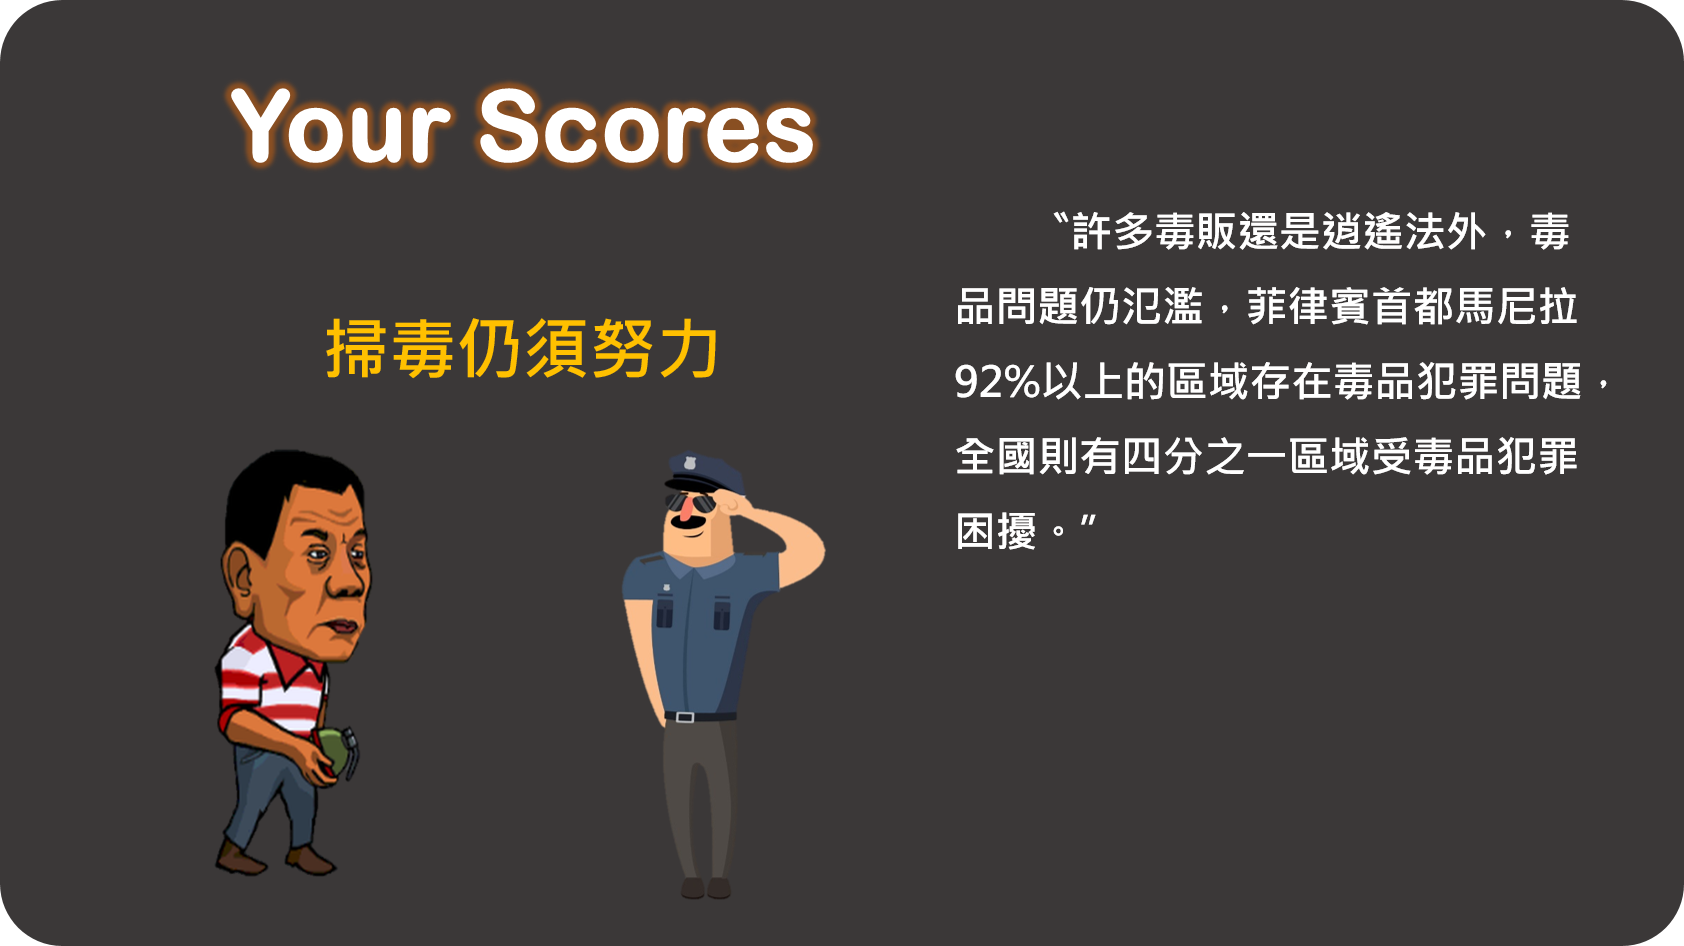 Your Scores
掃毒仍須努力
〝許多毒販還是逍遙法外，毒
品問題仍氾濫，菲律賓首都馬尼拉
92%以上的區域存在毒品犯罪問題，
全國則有四分之一區域受毒品犯罪
困擾。”